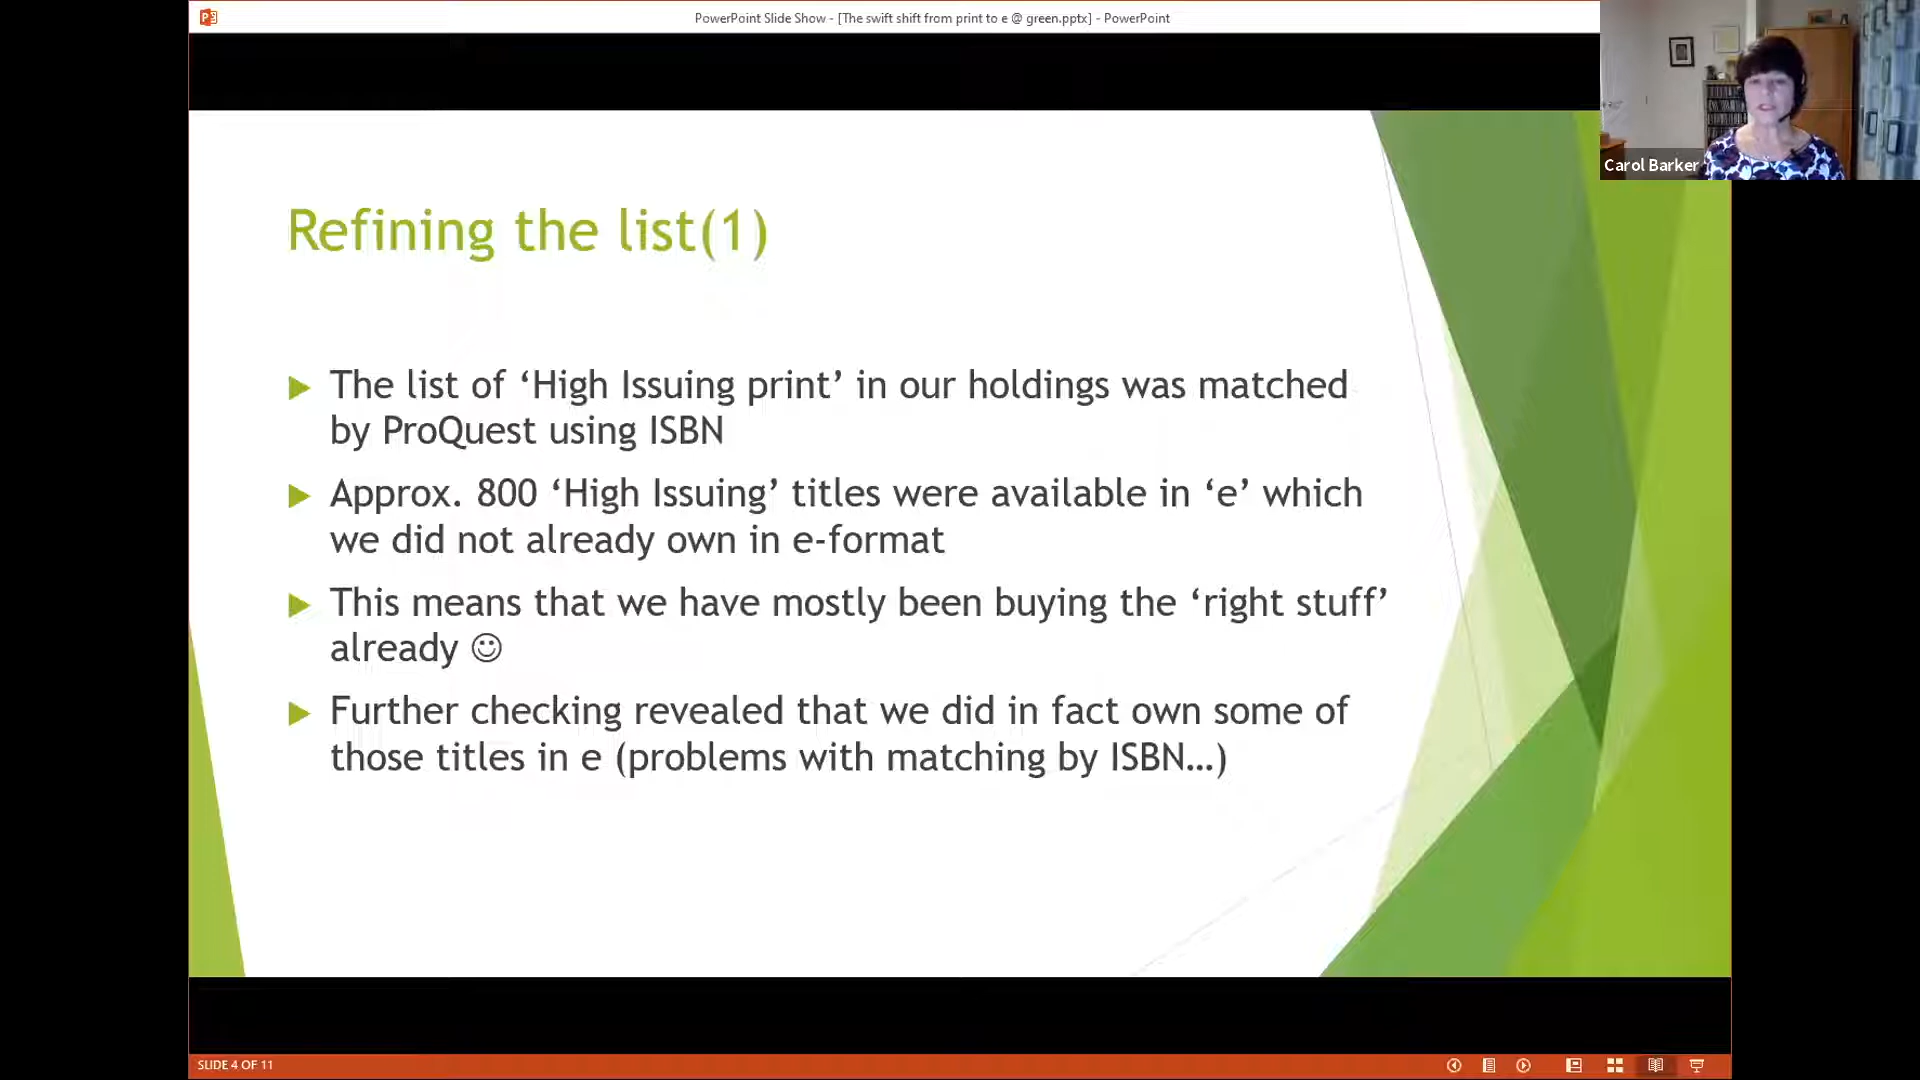 PowerPoint Slide Show - [The swift shift from print to e @ green.pptx] - PowerPoint
Carol Barker
Refining the list(1)
The list of ‘High Issuing print’ in our holdings was matched
by ProQuest using ISBN
Approx. 800 ‘High Issuing’ titles were available in ‘e’ which
we did not already own in e-format
This means that we have mostly been buying the ‘right stuff’
already ☺
Further checking revealed that we did in fact own some of
those titles in e (problems with matching by ISBN…)
SLIDE 4 OF 11